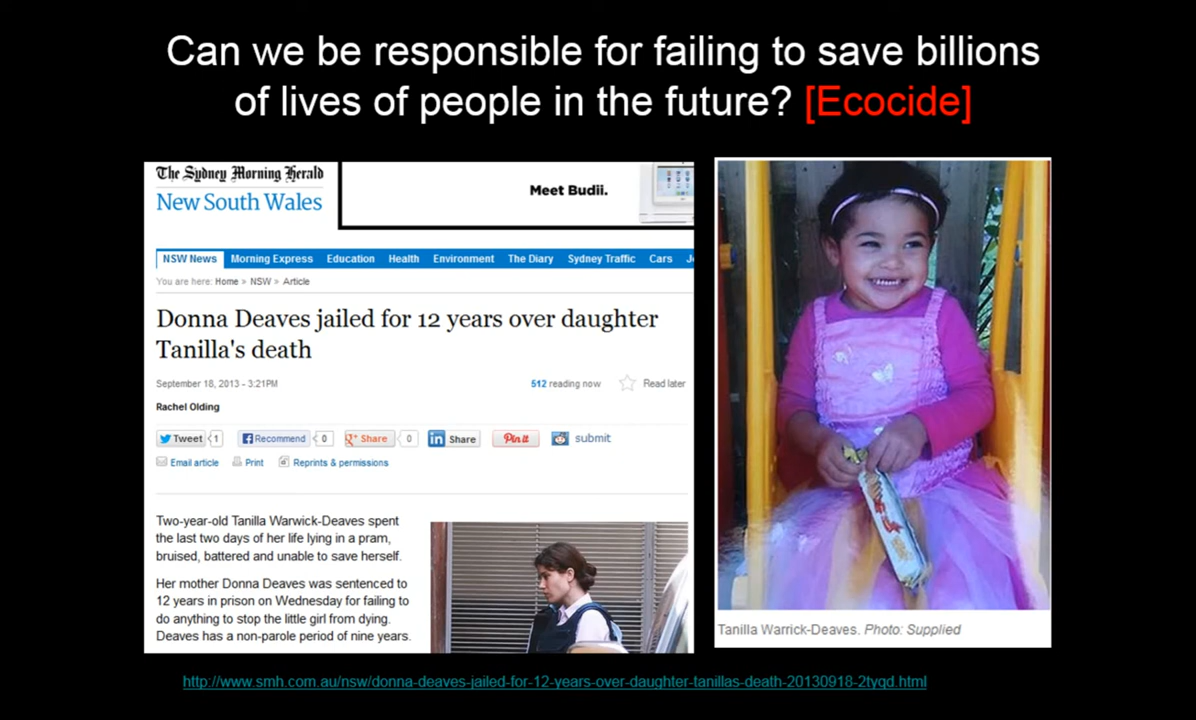 Can we be responsible for failing to save billions
of lives of people in the future? [Ecocide]
The Sydney Morning Herald
New South Wales
Meet Budii.
NSW News Morning Express Education Health Environment The Diary Sydney Traffic Cars
You are here: Home > NSW > Article
Donna Deaves jailed for 12 years over daughter
Tanilla's death
September 18, 2013 - 3:21PM
512 reading now Read later
Rachel Olding
Tweet 1 Recommend 0 Share 0 in Share Pin it submit
Email article Print Reprints & permissions
Two-year-old Tanilla Warwick-Deaves spent
the last two days of her life lying in a pram,
bruised, battered and unable to save herself.
Her mother Donna Deaves was sentenced to
12 years in prison on Wednesday for failing to
do anything to stop the little girl from dying.
Deaves has a non-parole period of nine years.
Tanilla Warrick-Deaves. Photo: Supplied
http://www.smh.com.au/nsw/donna-deaves-jailed-for-12-years-over-daughter-tanillas-death-20130918-2tyqd.html